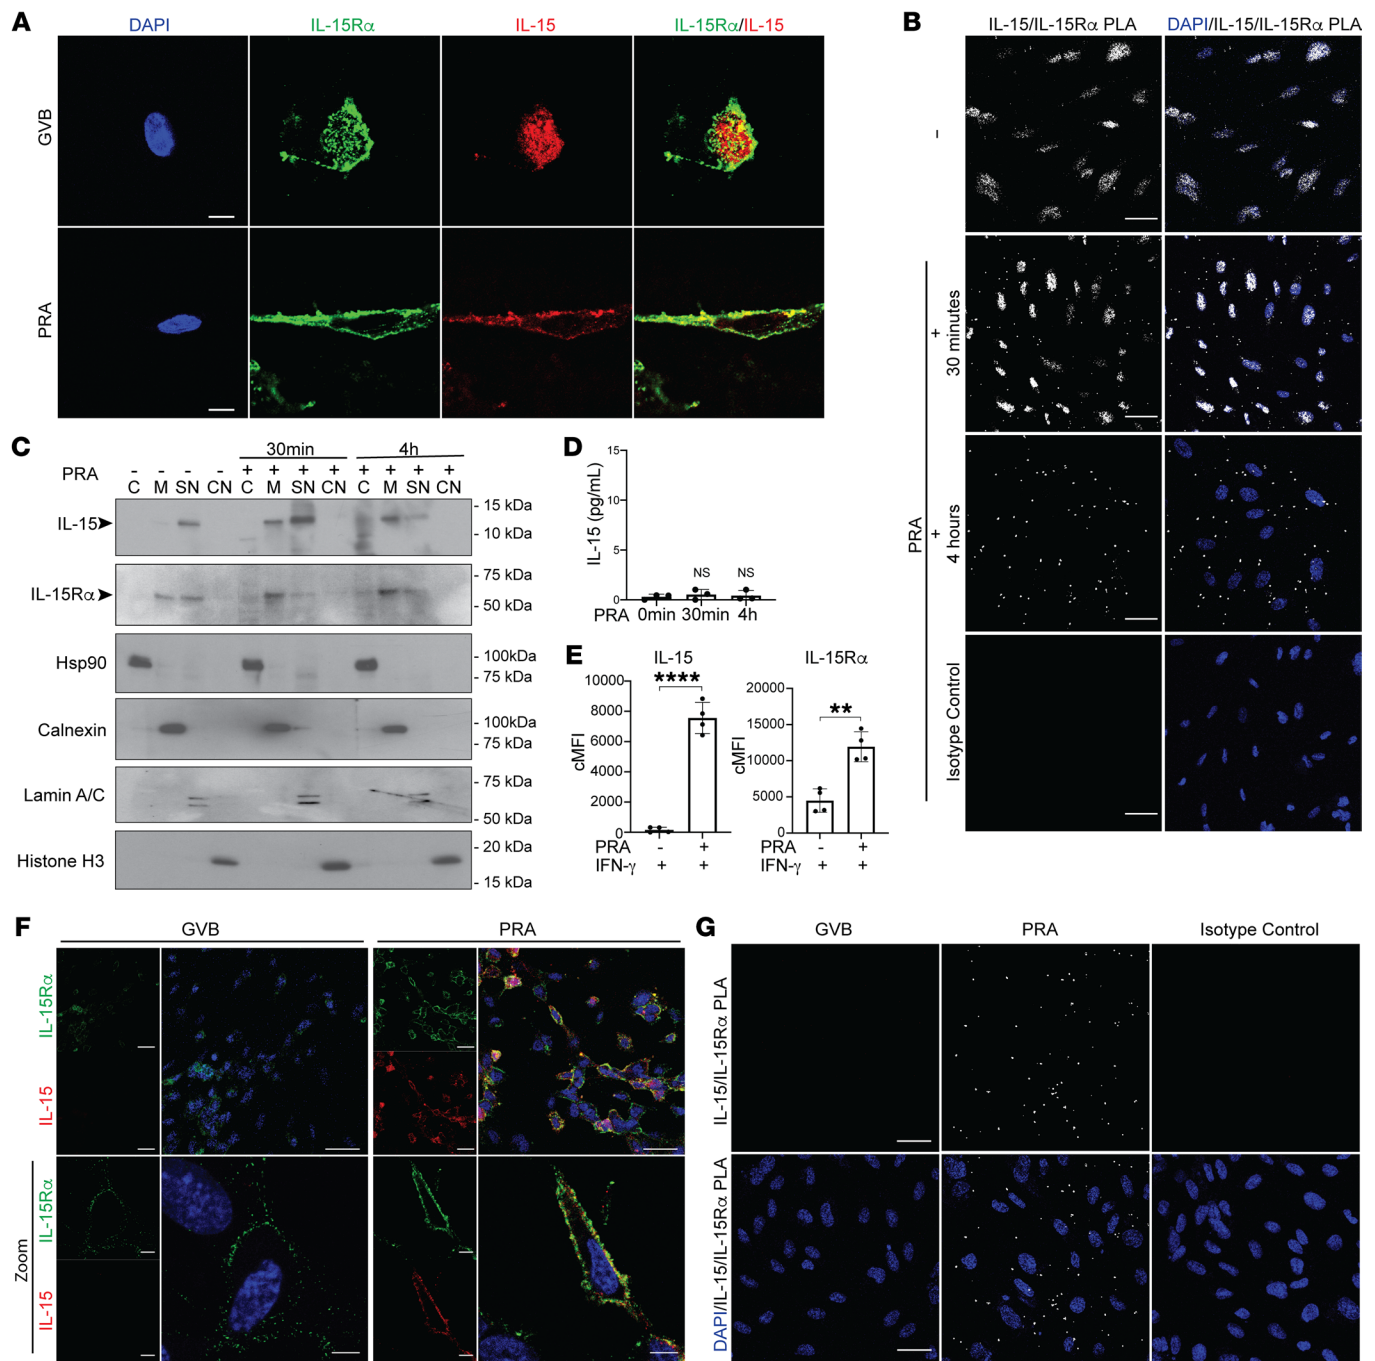 A
DAPI
IL-15Rα
IL-15
IL-15Rα/IL-15
GVB
PRA
B
IL-15/IL-15Rα PLA
DAPI/IL-15/IL-15Rα PLA
–
+
30 minutes
+
4 hours
PRA
Isotype Control
C
30min
4h
PRA
- - - - + + + + + + + +
C M SN CN C M SN CN C M SN CN
IL-15
- 15 kDa
- 10 kDa
IL-15Rα
- 75 kDa
- 50 kDa
Hsp90
- 100kDa
- 75 kDa
Calnexin
- 100kDa
- 75 kDa
Lamin A/C
- 75 kDa
- 50 kDa
Histone H3
- 20 kDa
- 15 kDa
D
IL-15 (pg/mL)
15
10
5
0
NS
NS
PRA 0min 30min 4h
E
IL-15
****
cMFI
10000
8000
6000
4000
2000
0
PRA - +
IFN-γ + +
IL-15Rα
**
cMFI
20000
15000
10000
5000
0
PRA - +
IFN-γ + +
F
GVB
PRA
IL-15Rα
IL-15
Zoom
IL-15Rα
IL-15
G
GVB
PRA
Isotype Control
IL-15/IL-15Rα PLA
DAPI/IL-15/IL-15Rα PLA